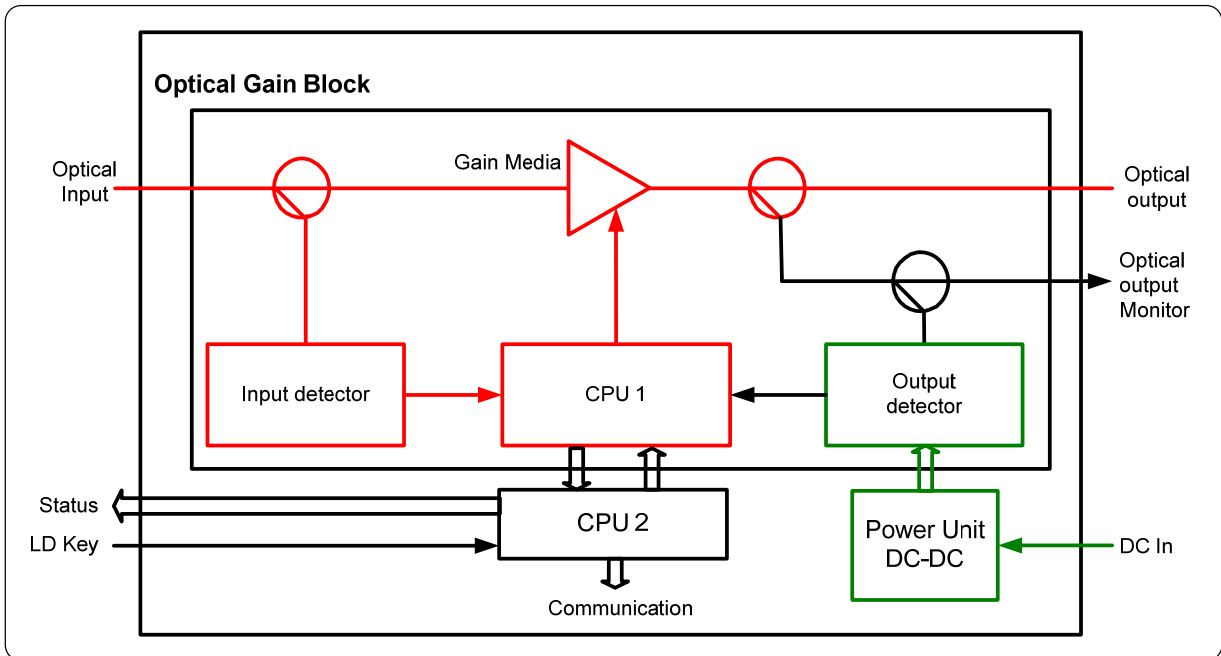 Optical Gain Block
Optical
Input
Gain Media
Optical
output
Optical
output
Monitor
Input detector
CPU 1
Output
detector
Status
LD Key
CPU 2
Power Unit
DC-DC
DC In
Communication